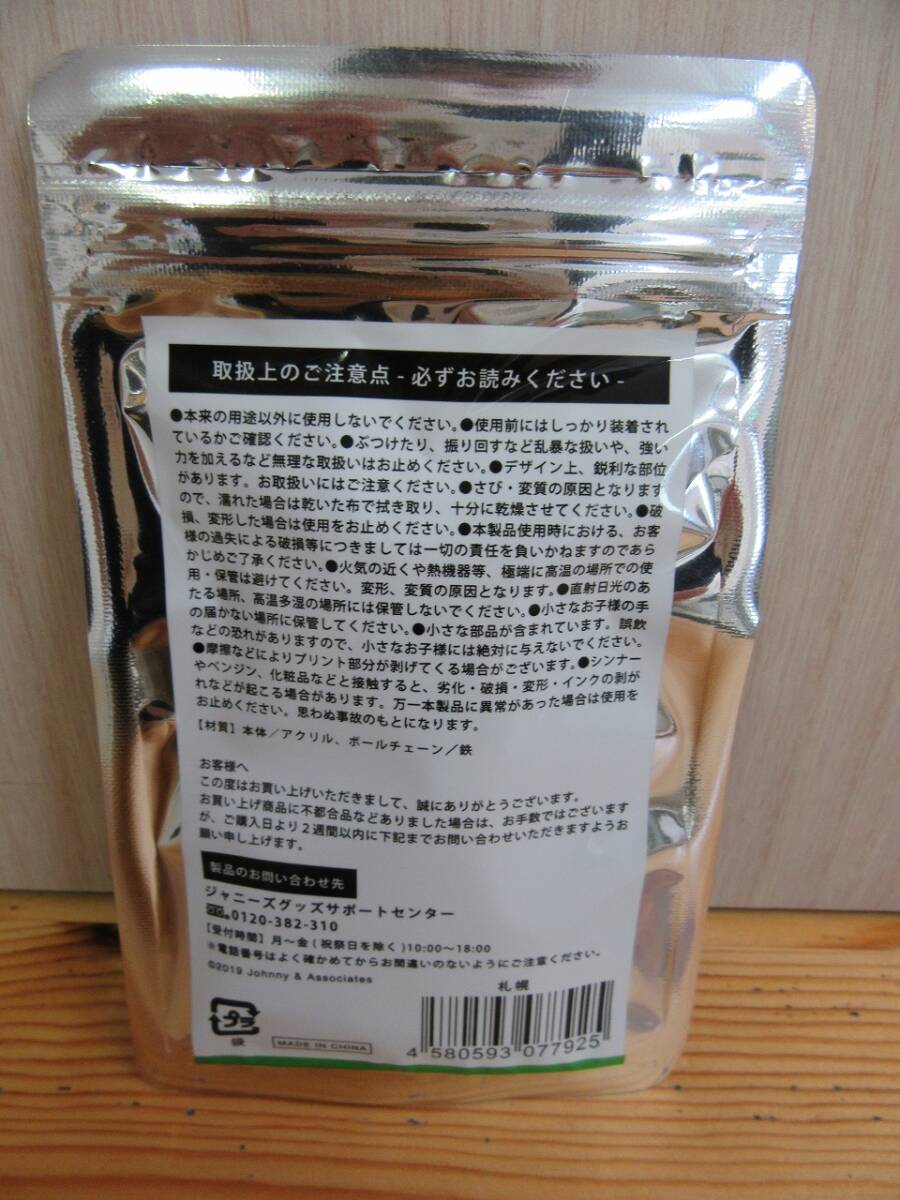 取扱上のご注意点 - 必ずお読みください -
●本来の用途以外に使用しないでください。●使用前にはしっかり装着され
ているかご確認ください。●ぶつけたり、振り回すなど乱暴な扱いや、強い
力を加えるなど無理な取扱いはお止めください。●デザイン上、鋭利な部位
があります。お取扱いにはご注意ください。●さび・変質の原因となります
ので、濡れた場合は乾いた布で拭き取り、十分に乾燥させてください。●破
損、変形した場合は使用をお止めください。●本製品使用時における、お客
様の過失による破損等につきましては一切の責任を負いかねますのであら
かじめご了承ください。●火気の近くや熱機器等、極端に高温の場所での使
用・保管は避けてください。変形、変質の原因となります。●直射日光のあ
たる場所、高温多湿の場所には保管しないでください。●小さなお子様の手
の届かない場所に保管してください。●小さな部品が含まれています。誤飲
などの恐れがありますので、小さなお子様には絶対に与えないでください。
●摩擦などによりプリント部分が剥げてくる場合がございます。●シンナー
やベンジン、化粧品などと接触すると、劣化・破損・変形・インクの剥が
れなどが起こる場合があります。万一本製品に異常があった場合は使用を
お止めください。思わぬ事故のもとになります。
【材質】本体／アクリル、ボールチェーン／鉄
お客様へ
この度はお買い上げいただきまして、誠にありがとうございます。
お買い上げ商品に不都合品などありました場合は、お手数ではございます
が、ご購入日より２週間以内に下記までお問い合わせいただきますようお
願い申し上げます。
製品のお問い合わせ先
ジャニーズグッズサポートセンター
0120-382-310
【受付時間】月～金(祝祭日を除く)10:00～18:00
※電話番号はよく確かめてからお間違いのないようにご注意ください。
©2019 Johnny & Associates
札幌
プラ
袋
MADE IN CHINA
4 580593 077925